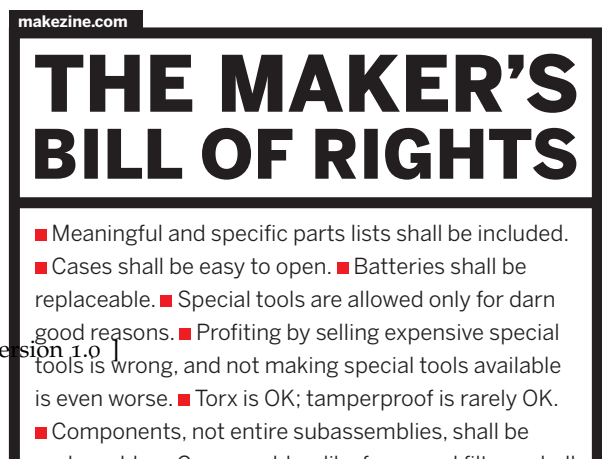 makezine.com
THE MAKER'S
BILL OF RIGHTS
■ Meaningful and specific parts lists shall be included.
■ Cases shall be easy to open. ■ Batteries shall be
replaceable. ■ Special tools are allowed only for darn
good reasons. ■ Profiting by selling expensive special
ersion 1.0 ]
tools is wrong, and not making special tools available
is even worse. ■ Torx is OK; tamperproof is rarely OK.
■ Components, not entire subassemblies, shall be